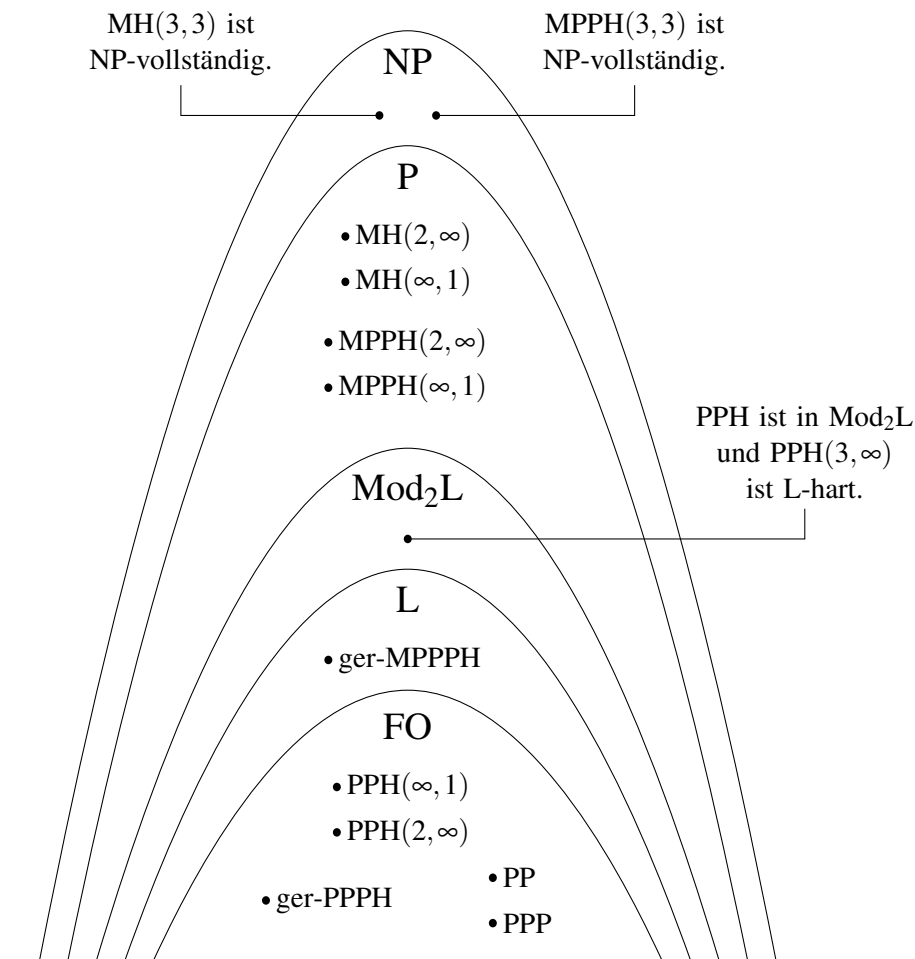 MH(3,3) ist
NP-vollständig.
MPPH(3,3) ist
NP-vollständig.
NP
P
MH(2,∞)
MH(∞,1)
MPPH(2,∞)
MPPH(∞,1)
PPH ist in Mod₂L
und PPH(3,∞)
ist L-hart.
Mod₂L
L
ger-MPPPH
FO
PPH(∞,1)
PPH(2,∞)
ger-PPPH
PP
PPP